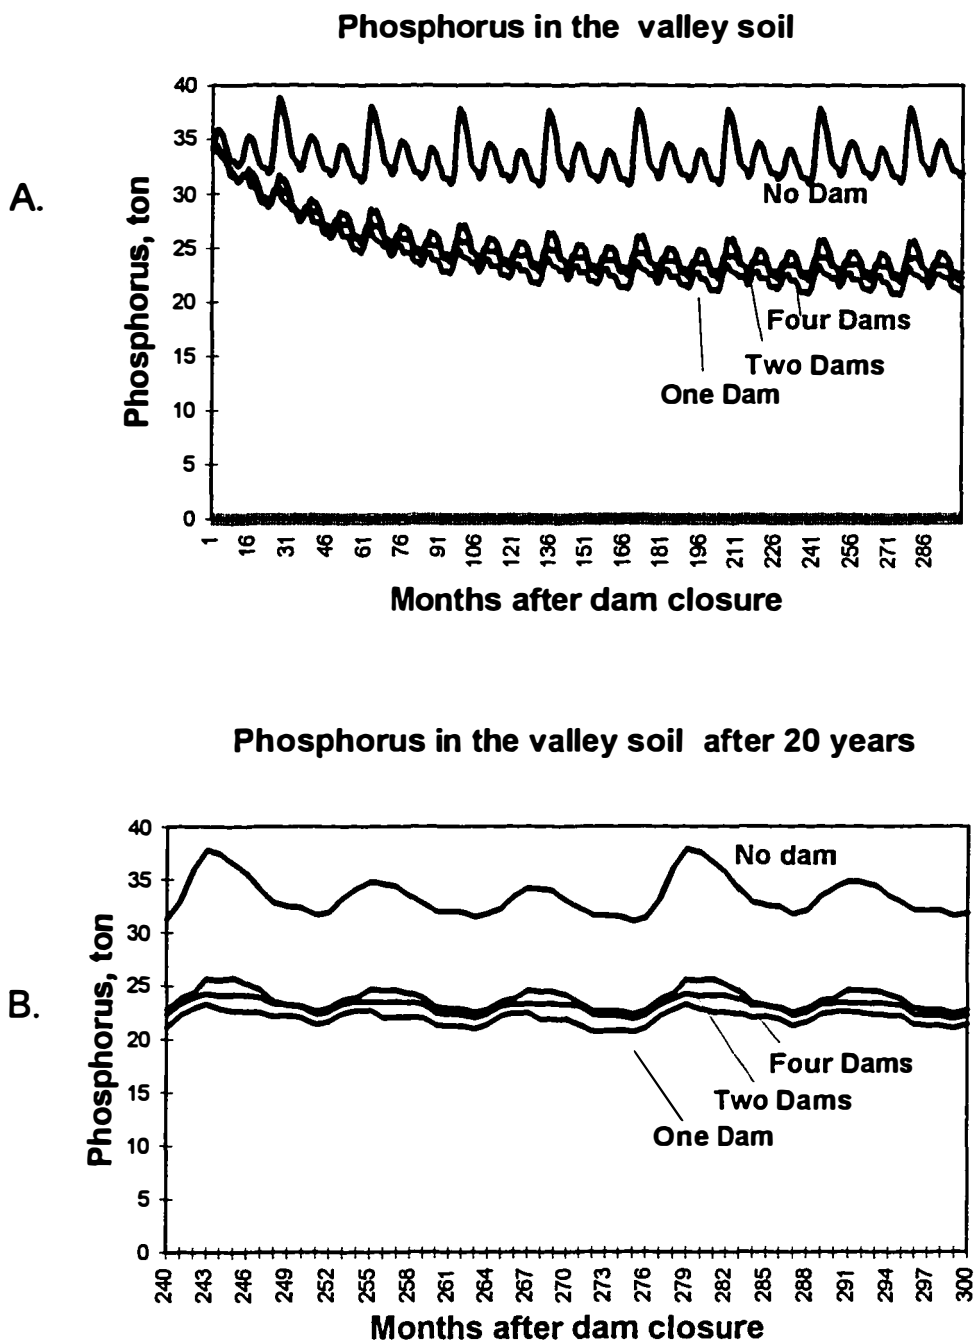 Phosphorus in the valley soil
A.
Phosphorus, ton
40
35
30
25
20
15
10
5
0
No Dam
Four Dams
Two Dams
One Dam
1 16 31 46 61 76 91 106 121 136 151 166 181 196 211 226 241 256 271 286
Months after dam closure
Phosphorus in the valley soil after 20 years
B.
Phosphorus, ton
40
35
30
25
20
15
10
5
0
No dam
Four Dams
Two Dams
One Dam
240 243 246 249 252 255 258 261 264 267 270 273 276 279 282 285 288 291 294 297 300
Months after dam closure